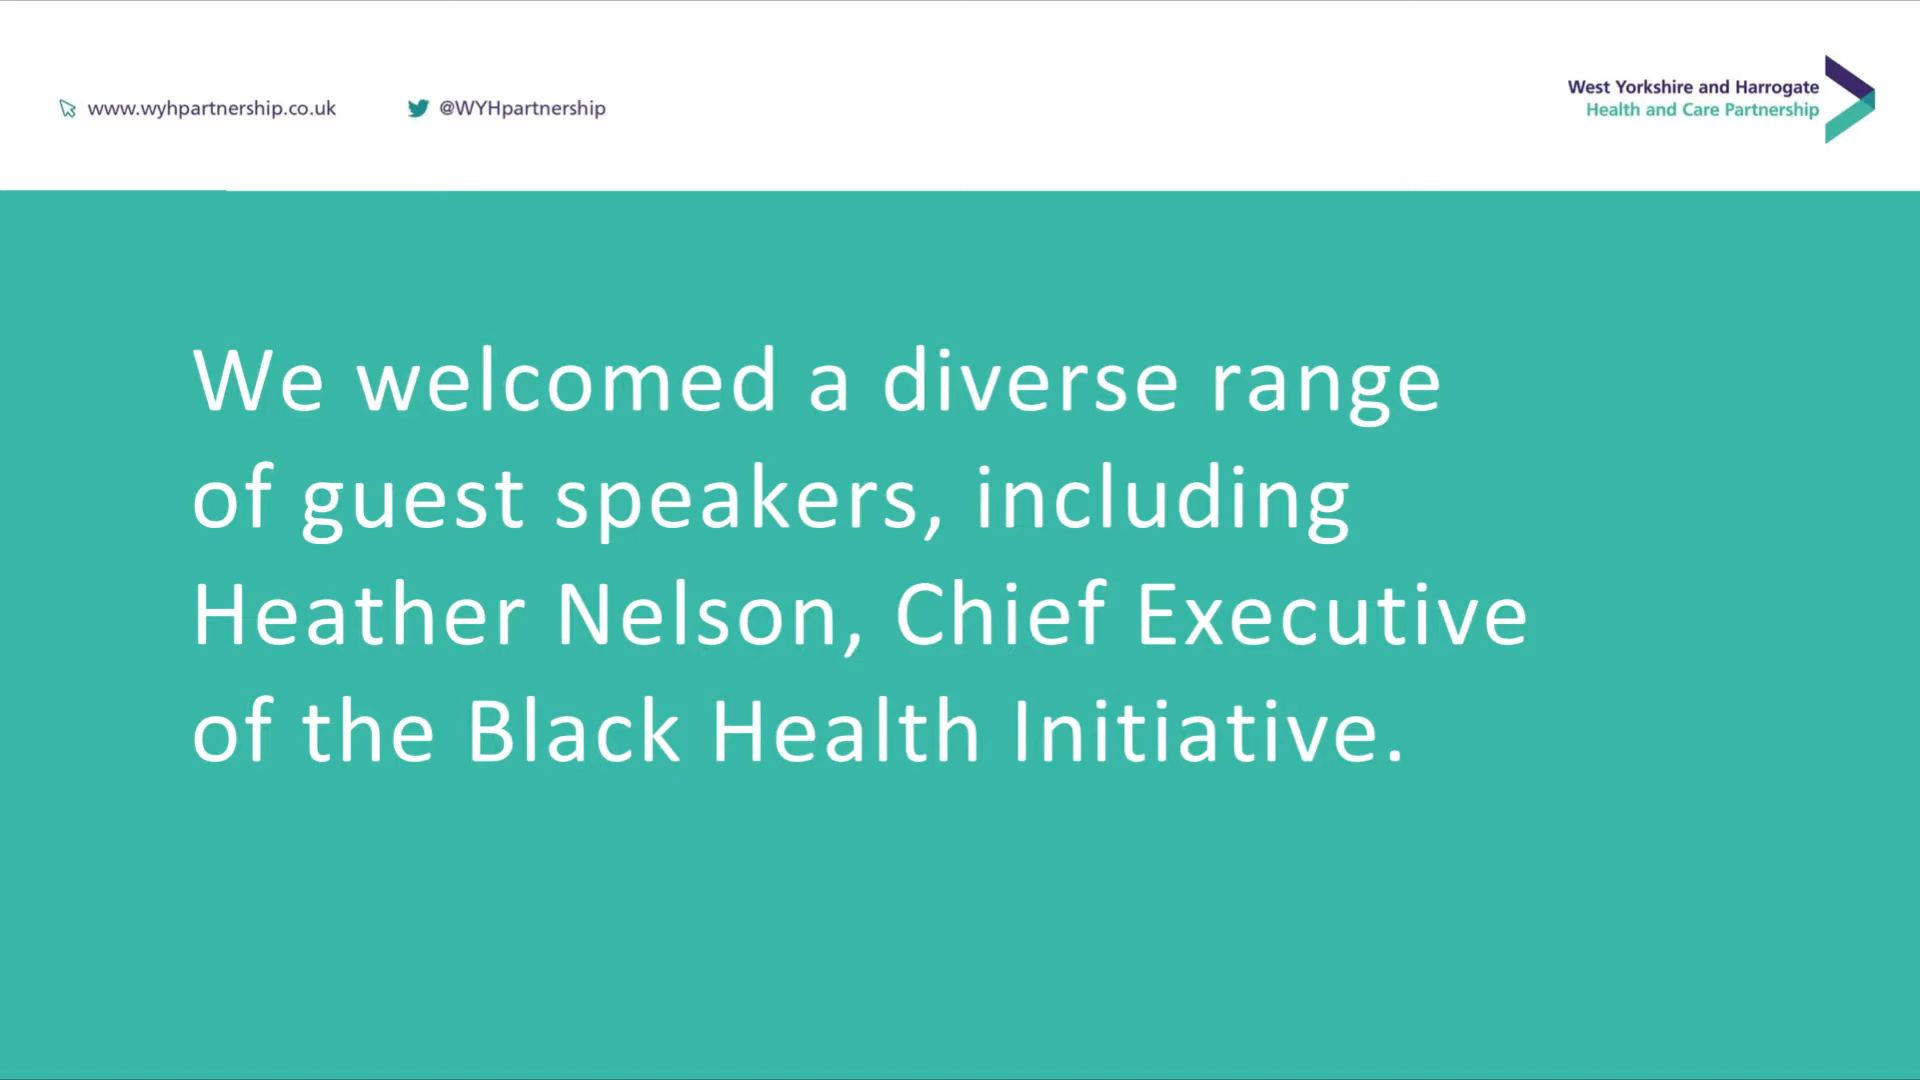 www.wyhpartnership.co.uk
@WYHpartnership
West Yorkshire and Harrogate
Health and Care Partnership
We welcomed a diverse range
of guest speakers, including
Heather Nelson, Chief Executive
of the Black Health Initiative.